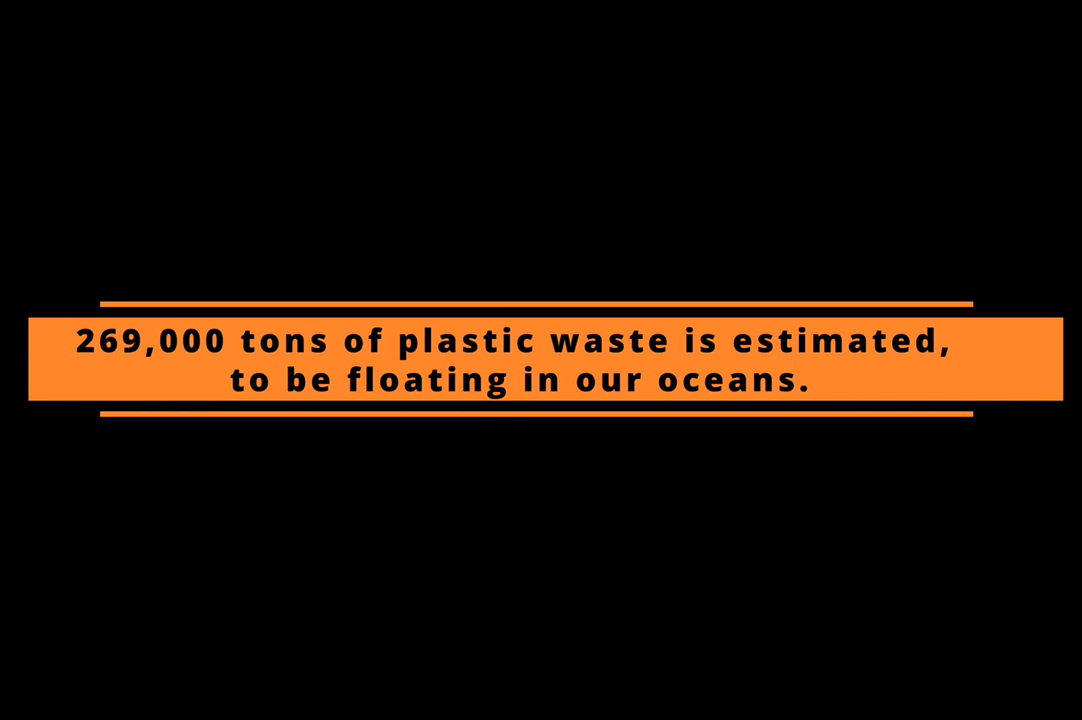 269,000 tons of plastic waste is estimated,
to be floating in our oceans.